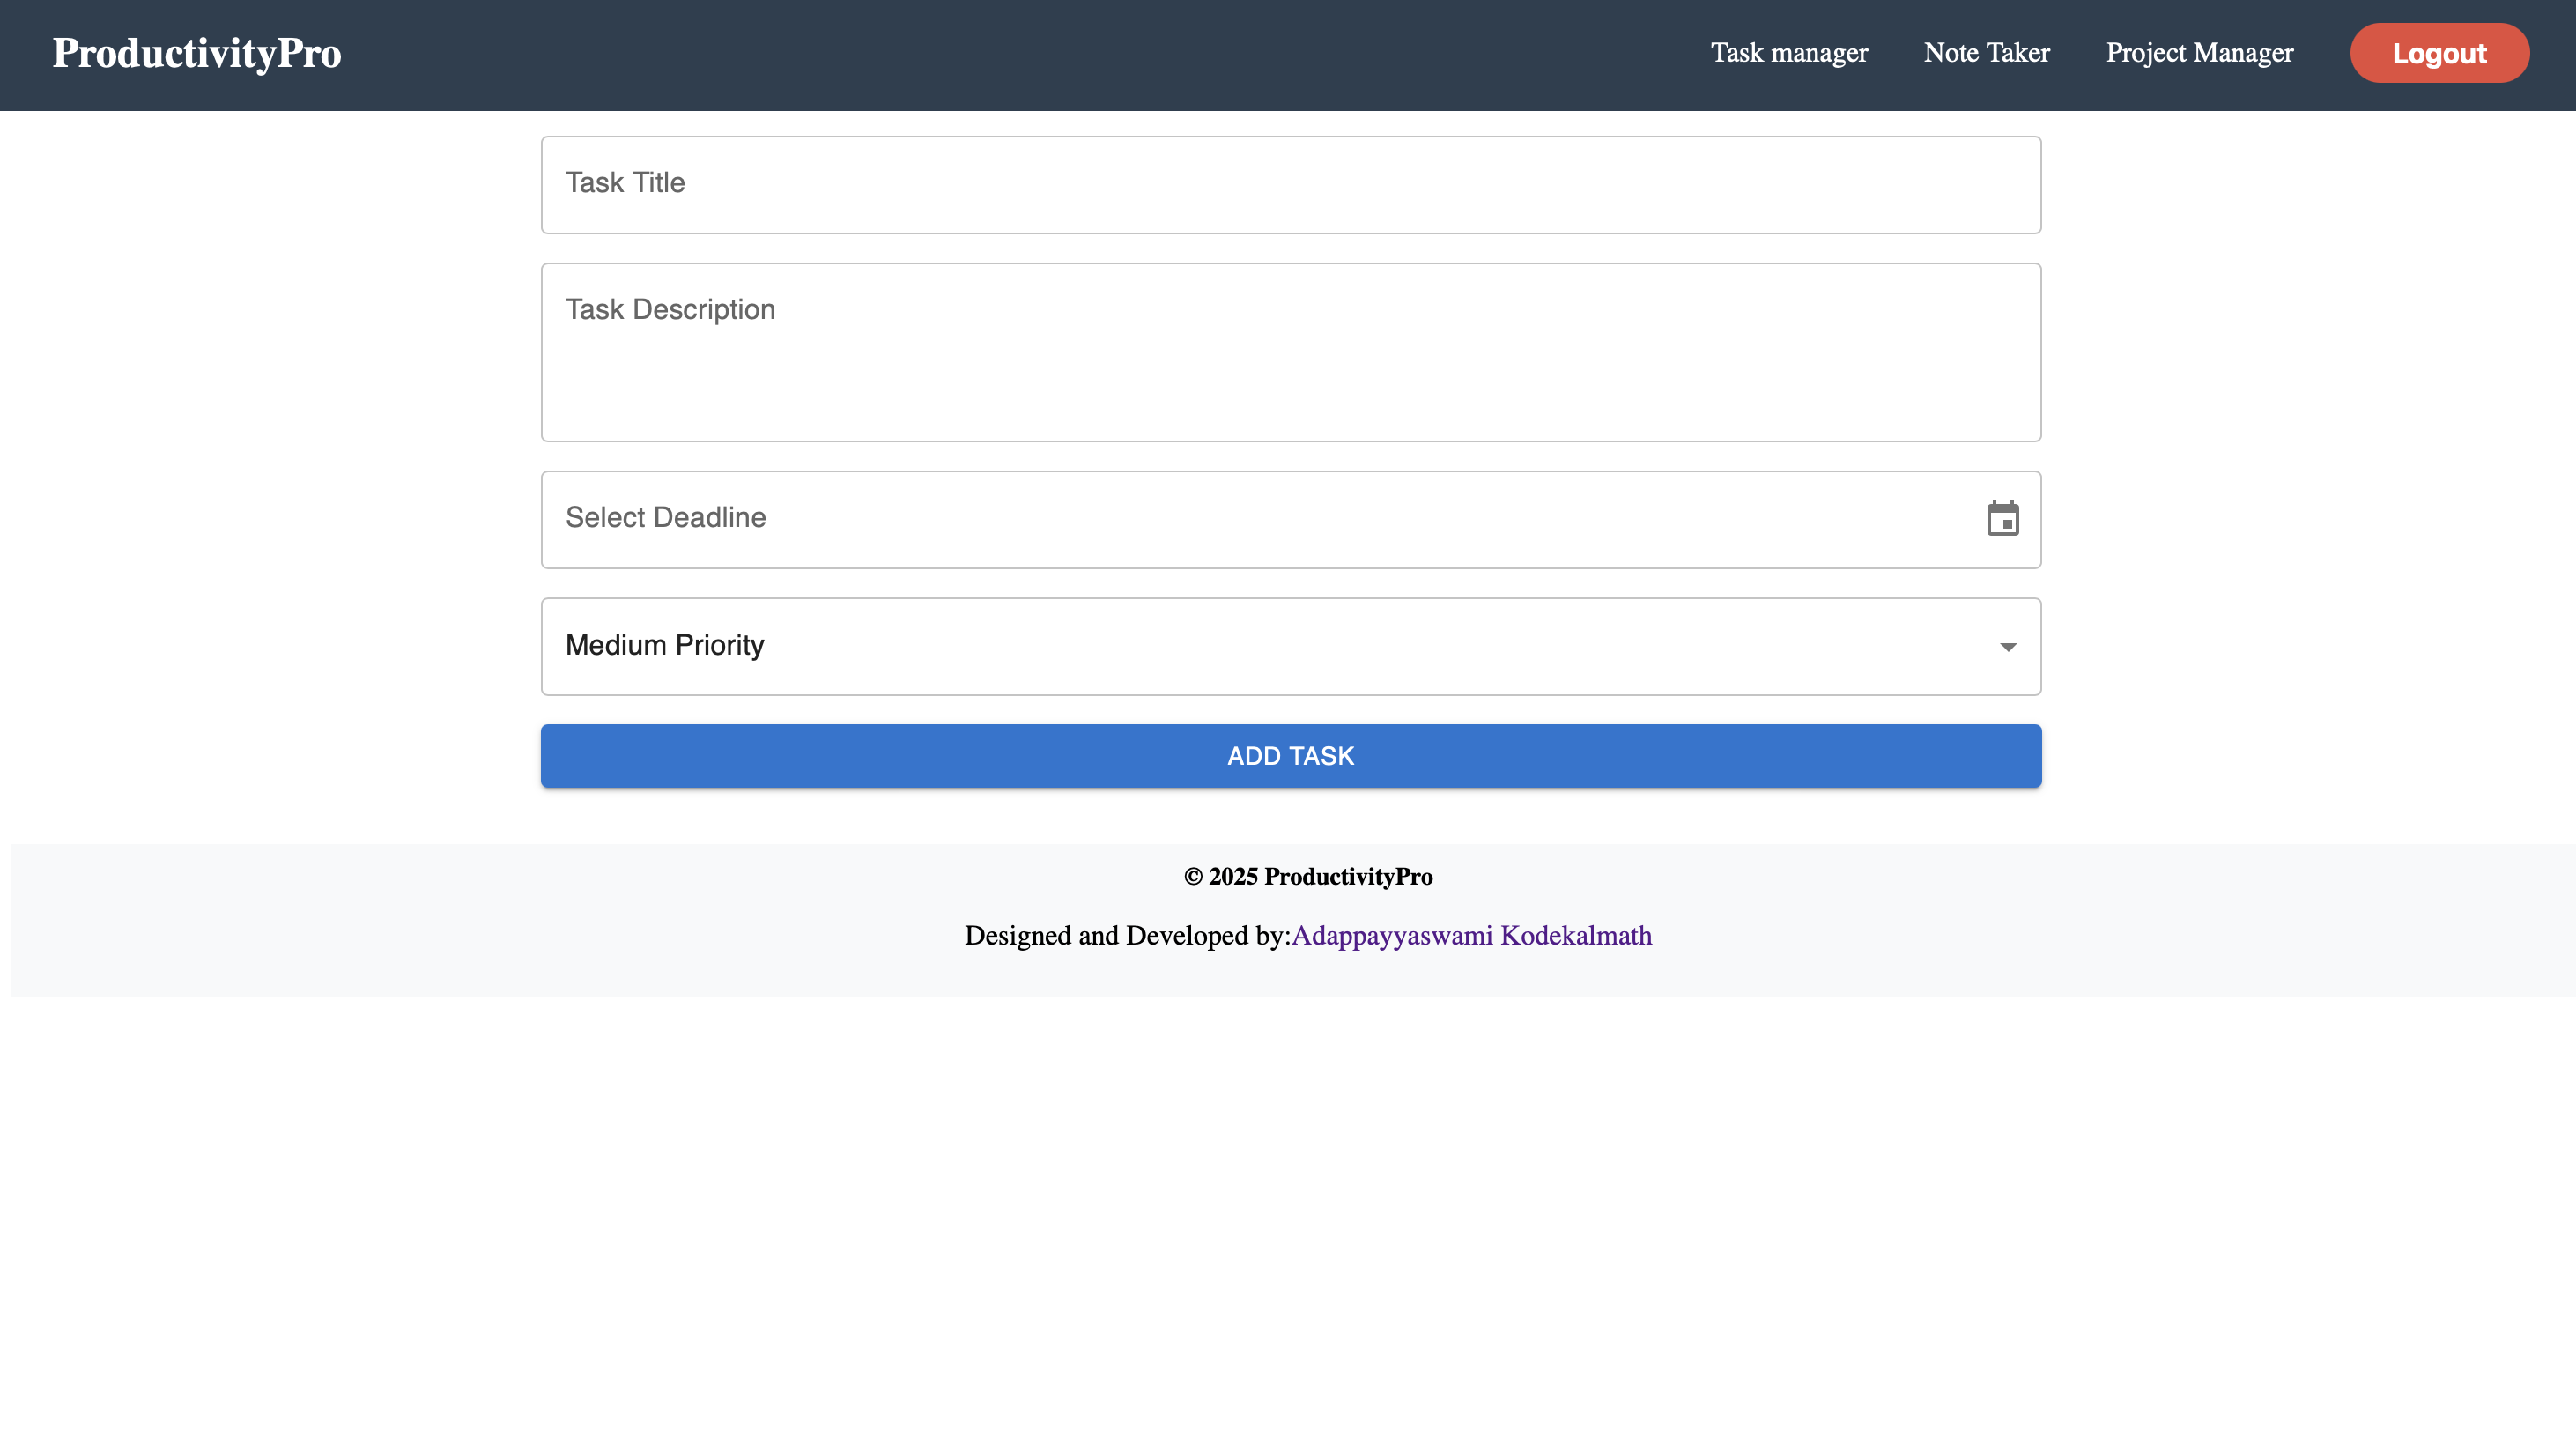 ProductivityPro
Task manager
Note Taker
Project Manager
Logout
Task Title
Task Description
Select Deadline
Medium Priority
ADD TASK
© 2025 ProductivityPro
Designed and Developed by:Adappayyaswami Kodekalmath